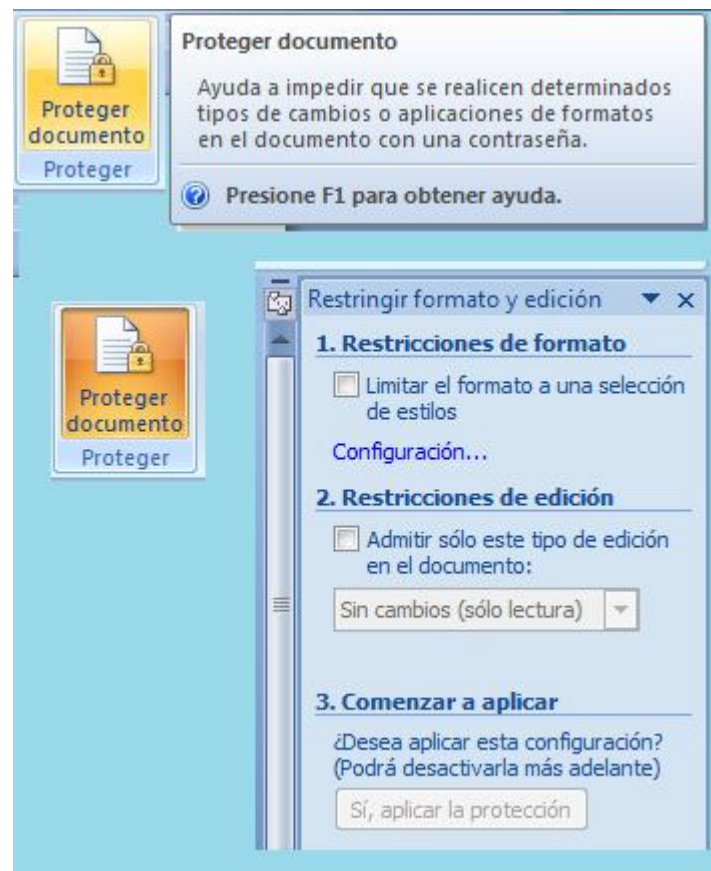 Proteger
documento
Proteger
Proteger documento
Ayuda a impedir que se realicen determinados
tipos de cambios o aplicaciones de formatos
en el documento con una contraseña.
Presione F1 para obtener ayuda.
Proteger
documento
Proteger
Restringir formato y edición
1. Restricciones de formato
Limitar el formato a una selección
de estilos
Configuración...
2. Restricciones de edición
Admitir sólo este tipo de edición
en el documento:
Sin cambios (sólo lectura)
3. Comenzar a aplicar
¿Desea aplicar esta configuración?
(Podrá desactivarla más adelante)
Sí, aplicar la protección